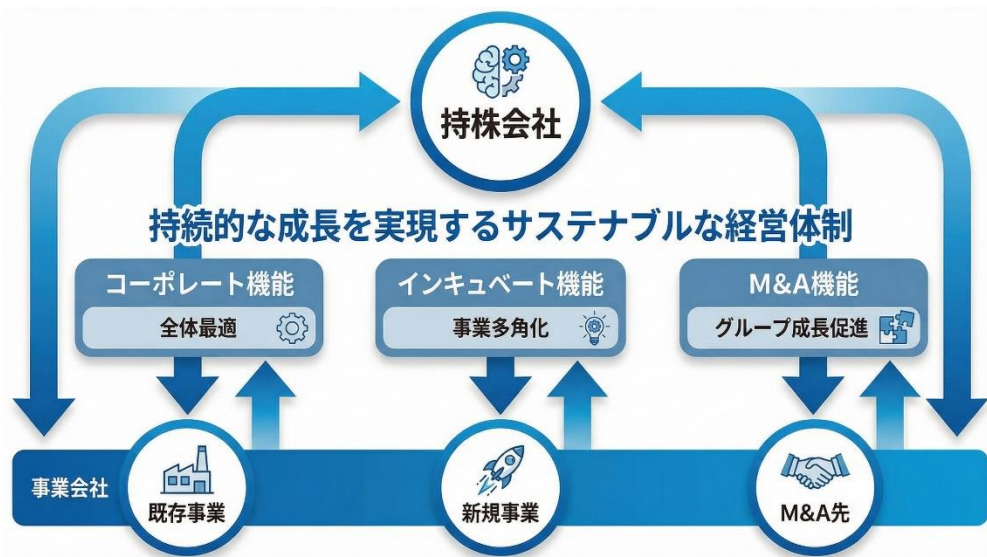 持株会社
持続的な成長を実現するサステナブルな経営体制
コーポレート機能
全体最適
インキュベート機能
事業多角化
M&A機能
グループ成長促進
事業会社
既存事業
新規事業
M&A先